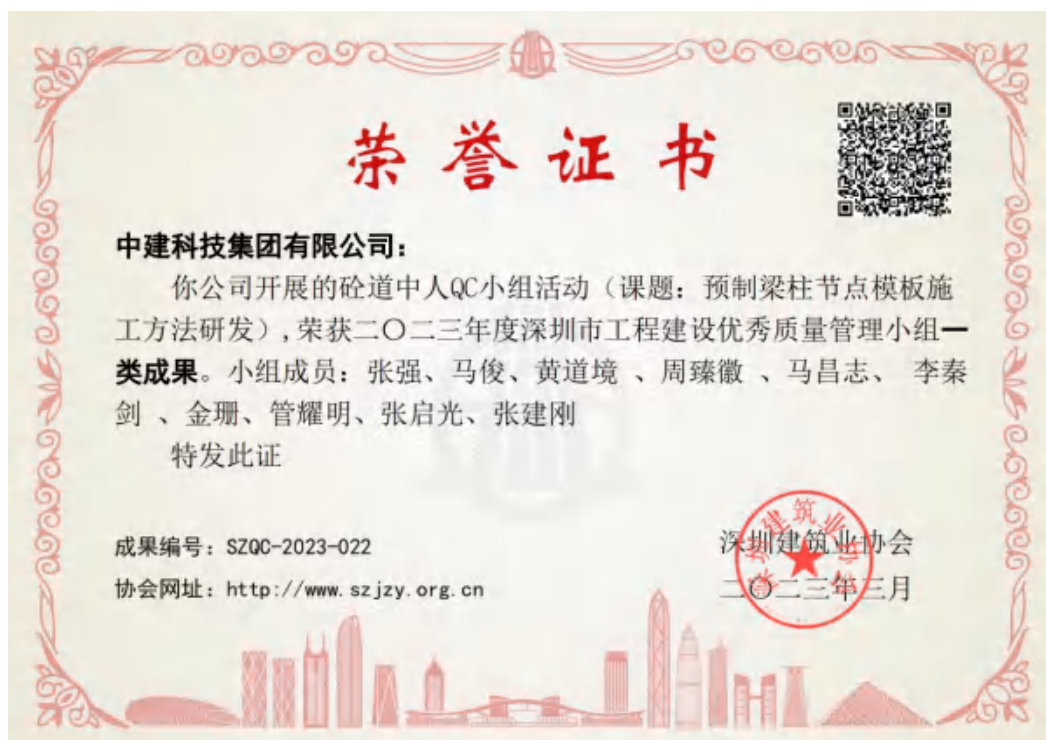 荣誉证书
中建科技集团有限公司：
你公司开展的砼道中人QC小组活动（课题：预制梁柱节点模板施
工方法研发）,荣获二〇二三年度深圳市工程建设优秀质量管理小组一
类成果。小组成员：张强、马俊、黄道境 、周臻徽 、马昌志、 李秦
剑 、金珊、管耀明、张启光、张建刚
特发此证
成果编号：SZQC-2023-022
深圳建筑业协会
协会网址：http://www.szjzy.org.cn
二〇二三年三月
深圳建筑业协会